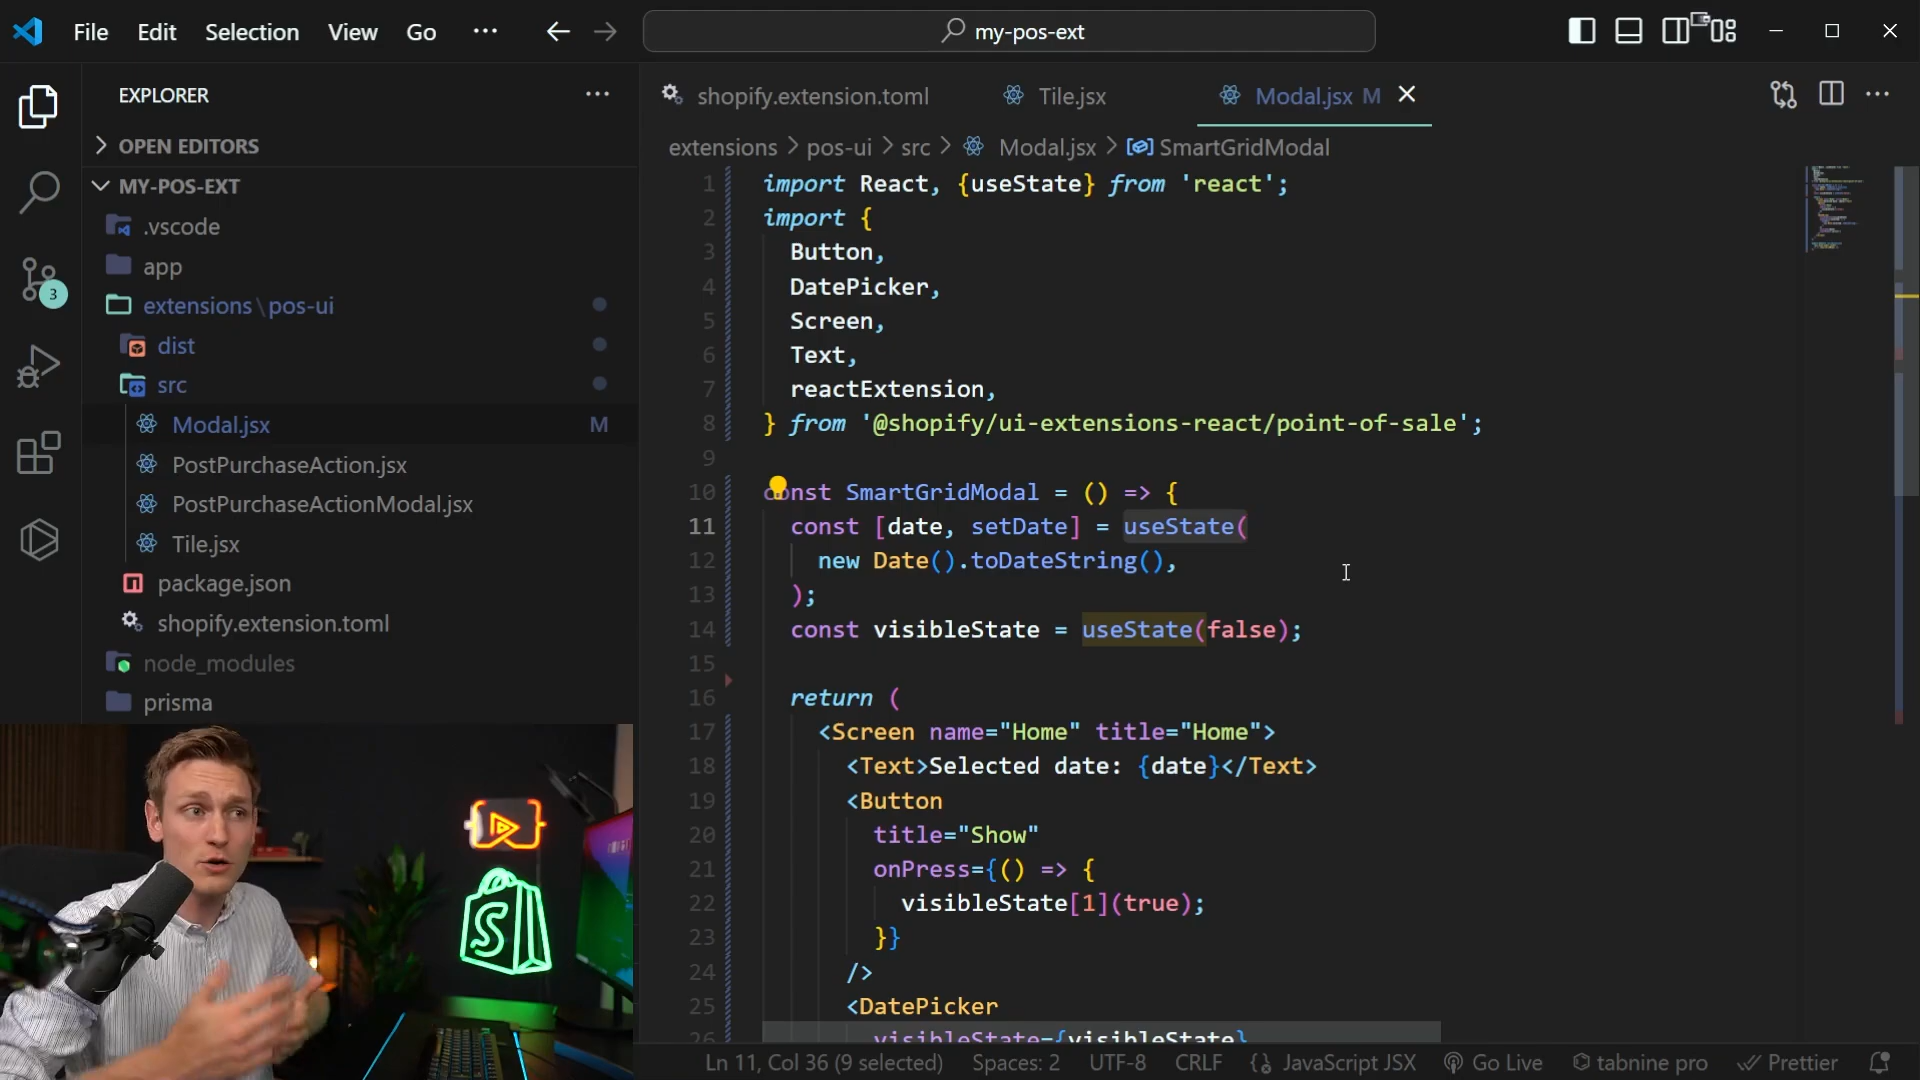 File Edit Selection View Go ... my-pos-ext
EXPLORER ...
OPEN EDITORS
MY-POS-EXT
.vscode
app
extensions\pos-ui
dist
src
Modal.jsx M
PostPurchaseAction.jsx
PostPurchaseActionModal.jsx
Tile.jsx
package.json
shopify.extension.toml
node_modules
prisma
3
shopify.extension.toml Tile.jsx Modal.jsx M
extensions > pos-ui > src > Modal.jsx > SmartGridModal
1 import React, {useState} from 'react';
2 import {
3 Button,
4 DatePicker,
5 Screen,
6 Text,
7 reactExtension,
8 } from '@shopify/ui-extensions-react/point-of-sale';
9
10 const SmartGridModal = () => {
11 const [date, setDate] = useState(
12 new Date().toDateString(),
13 );
14 const visibleState = useState(false);
15
16 return (
17 <Screen name="Home" title="Home">
18 <Text>Selected date: {date}</Text>
19 <Button
20 title="Show"
21 onPress={() => {
22 visibleState[1](true);
23 }}
24 />
25 <DatePicker
26 visibleState={visibleState}
S
Ln 11, Col 36 (9 selected) Spaces: 2 UTF-8 CRLF {} JavaScript JSX Go Live tabnine pro Prettier